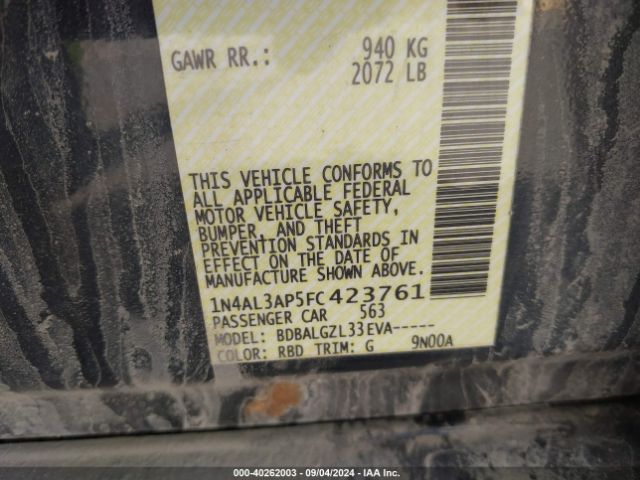 GAWR RR.: 940 KG
2072 LB
THIS VEHICLE CONFORMS TO
ALL APPLICABLE FEDERAL
MOTOR VEHICLE SAFETY,
BUMPER, AND THEFT
PREVENTION STANDARDS IN
EFFECT ON THE DATE OF
MANUFACTURE SHOWN ABOVE.
1N4AL3AP5FC423761
PASSENGER CAR 563
MODEL: BDBALGZL33EVA-----
COLOR: RBD TRIM: G 9N00A
000-40262003 - 09/04/2024 - IAA Inc.